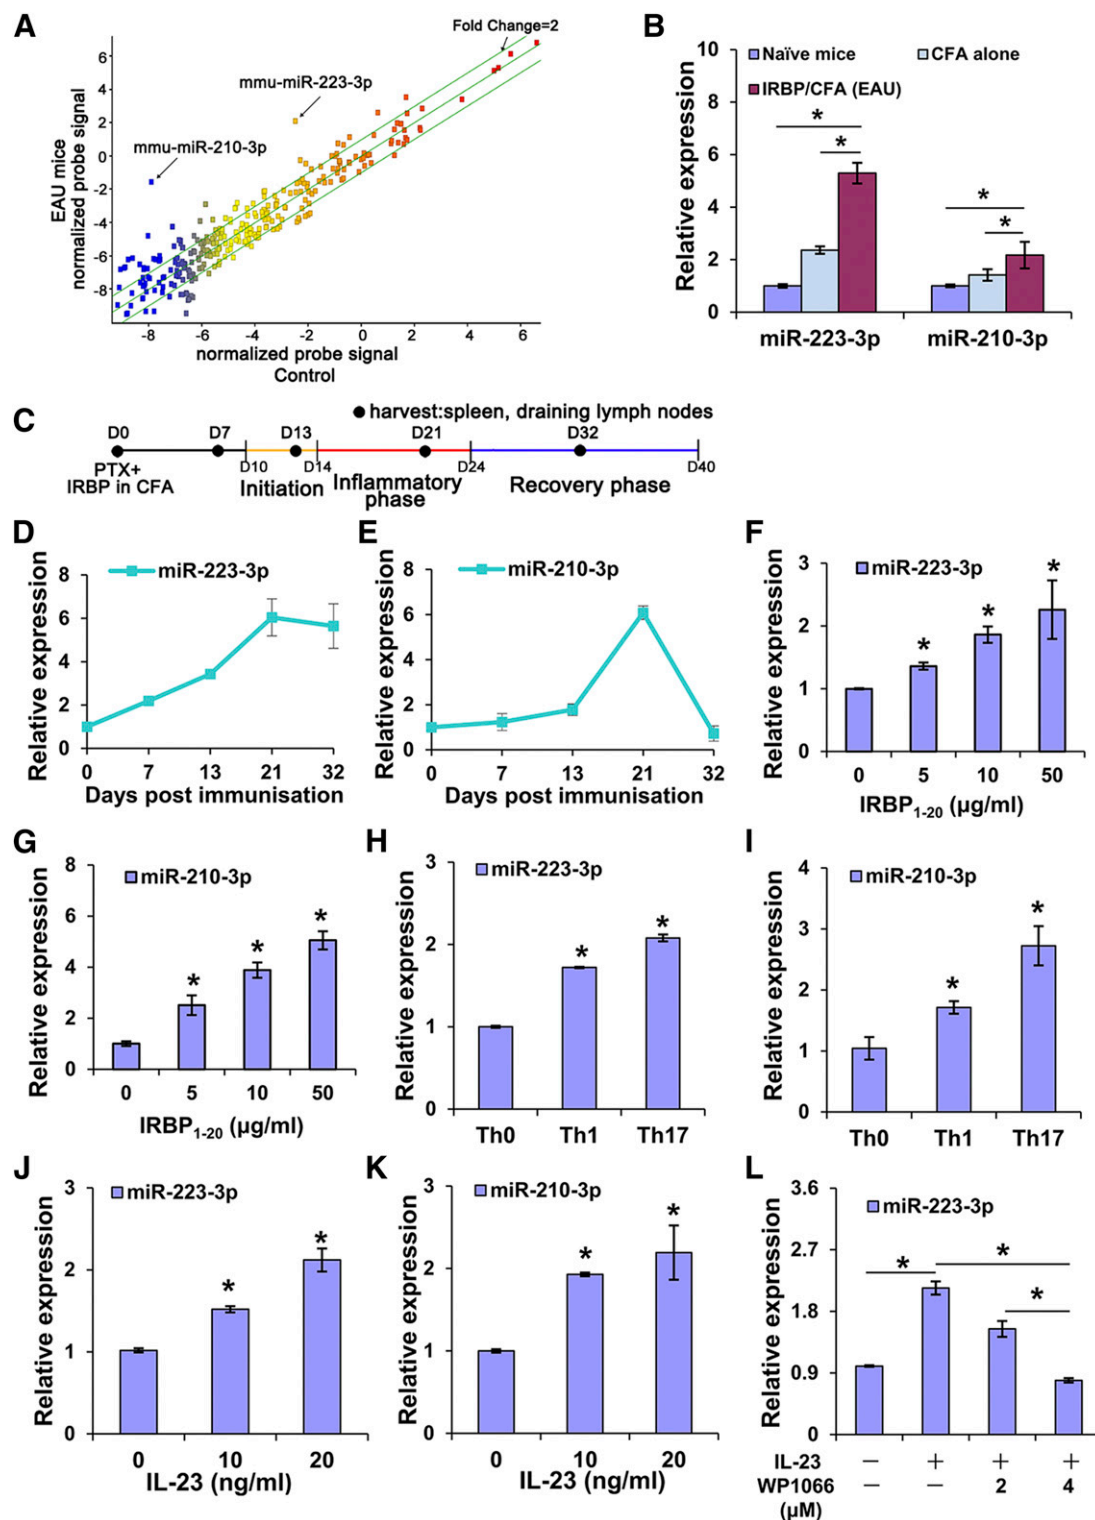 A
EAU mice
normalized probe signal
6
4
2
0
-2
-4
-6
-8
Fold Change=2
mmu-miR-223-3p
mmu-miR-210-3p
-8 -6 -4 -2 0 2 4 6
normalized probe signal
Control
B
Relative expression
10
8
6
4
2
0
Naïve mice
CFA alone
IRBP/CFA (EAU)
* * * *
miR-223-3p miR-210-3p
C
harvest:spleen, draining lymph nodes
D0 D7 D13 D21 D32
D10 D14 D24 D40
PTX+
IRBP in CFA
Initiation
Inflammatory
phase
Recovery phase
D
Relative expression
miR-223-3p
8
6
4
2
0
0 7 13 21 32
Days post immunisation
E
Relative expression
miR-210-3p
8
6
4
2
0
0 7 13 21 32
Days post immunisation
F
Relative expression
miR-223-3p
3
2
1
0
* * *
0 5 10 50
IRBP1-20 (µg/ml)
G
Relative expression
miR-210-3p
8
6
4
2
0
* * *
0 5 10 50
IRBP1-20 (µg/ml)
H
Relative expression
miR-223-3p
3
2
1
0
* *
Th0 Th1 Th17
I
Relative expression
miR-210-3p
4
3
2
1
0
* *
Th0 Th1 Th17
J
Relative expression
miR-223-3p
3
2
1
0
* *
0 10 20
IL-23 (ng/ml)
K
Relative expression
miR-210-3p
3
2
1
0
* *
0 10 20
IL-23 (ng/ml)
L
Relative expression
miR-223-3p
3.6
2.7
1.8
0.9
0
* * *
IL-23 — + + +
WP1066 — — 2 4
(µM)